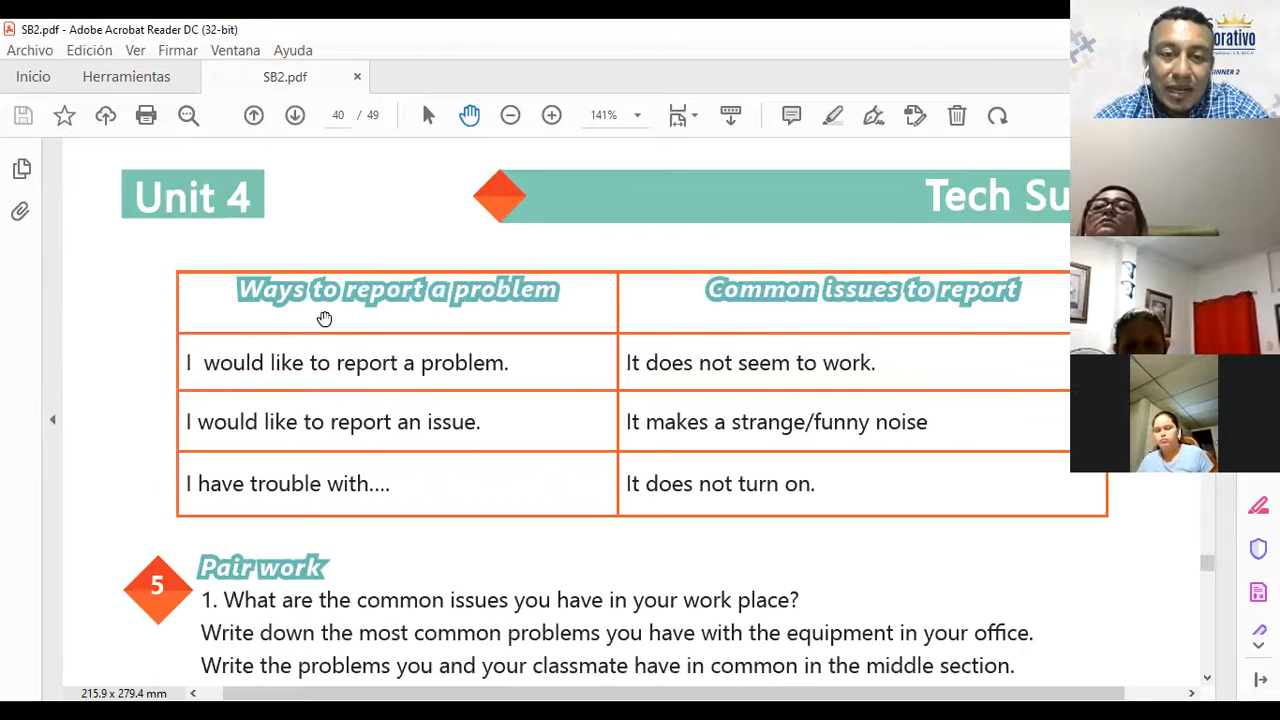 SB2.pdf - Adobe Acrobat Reader DC (32-bit)
Archivo Edición Ver Firmar Ventana Ayuda
Inicio Herramientas SB2.pdf ×
40 / 49 141%
orativo
INNER 2
Unit 4
Tech Su
Ways to report a problem Common issues to report
I would like to report a problem. It does not seem to work.
I would like to report an issue. It makes a strange/funny noise
I have trouble with.... It does not turn on.
5
Pair work
1. What are the common issues you have in your work place?
Write down the most common problems you have with the equipment in your office.
Write the problems you and your classmate have in common in the middle section.
215.9 x 279.4 mm